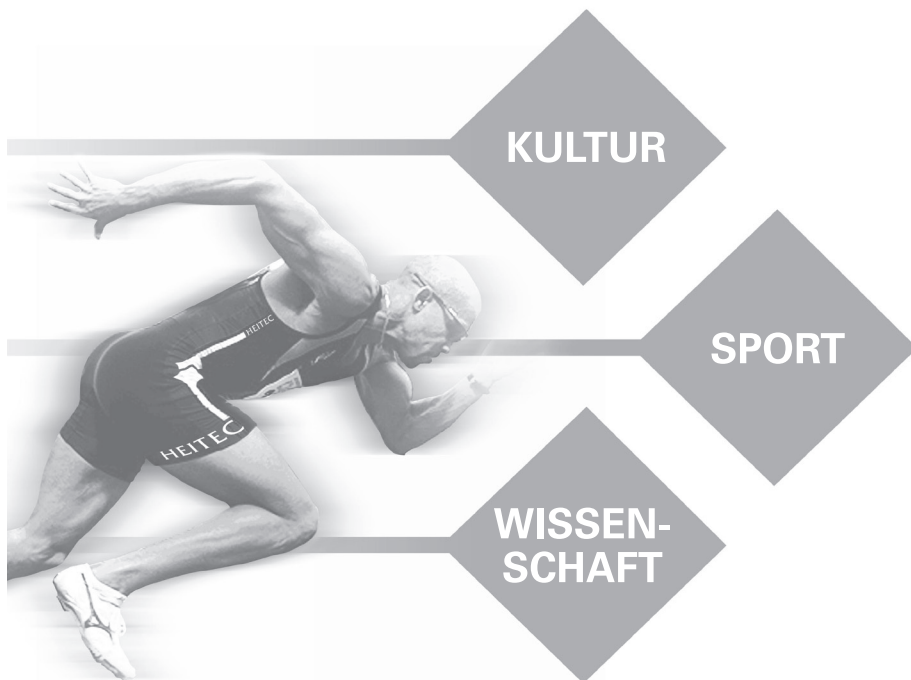 KULTUR
HEITEC
SPORT
HEITEC
WISSEN-
SCHAFT